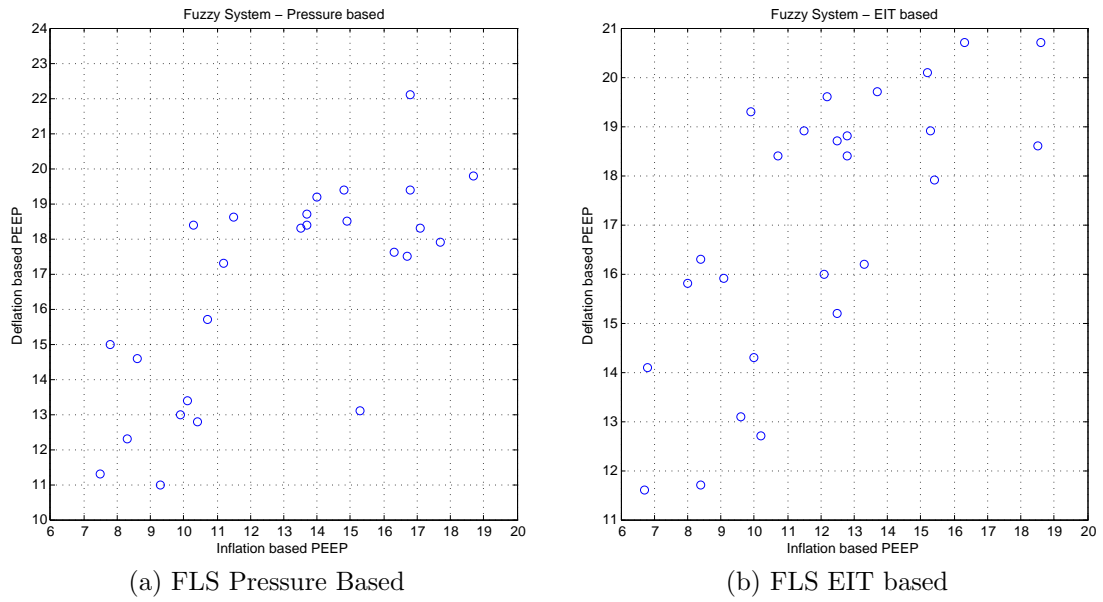 Fuzzy System − Pressure based
24
23
22
21
20
19
18
17
16
15
14
13
12
11
10
Deflation based PEEP
6 7 8 9 10 11 12 13 14 15 16 17 18 19 20
Inflation based PEEP
(a) FLS Pressure Based
Fuzzy System − EIT based
21
20
19
18
17
16
15
14
13
12
11
Deflation based PEEP
6 7 8 9 10 11 12 13 14 15 16 17 18 19 20
Inflation based PEEP
(b) FLS EIT based